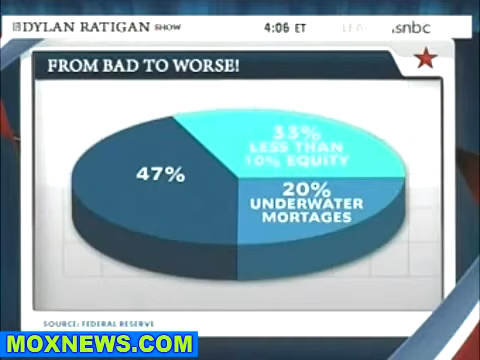 THE DYLAN RATIGAN SHOW
4:06 ET
msnbc
FROM BAD TO WORSE!
33%
LESS THAN
10% EQUITY
47%
20%
UNDERWATER
MORTAGES
SOURCE: FEDERAL RESERVE
MOXNEWS.COM